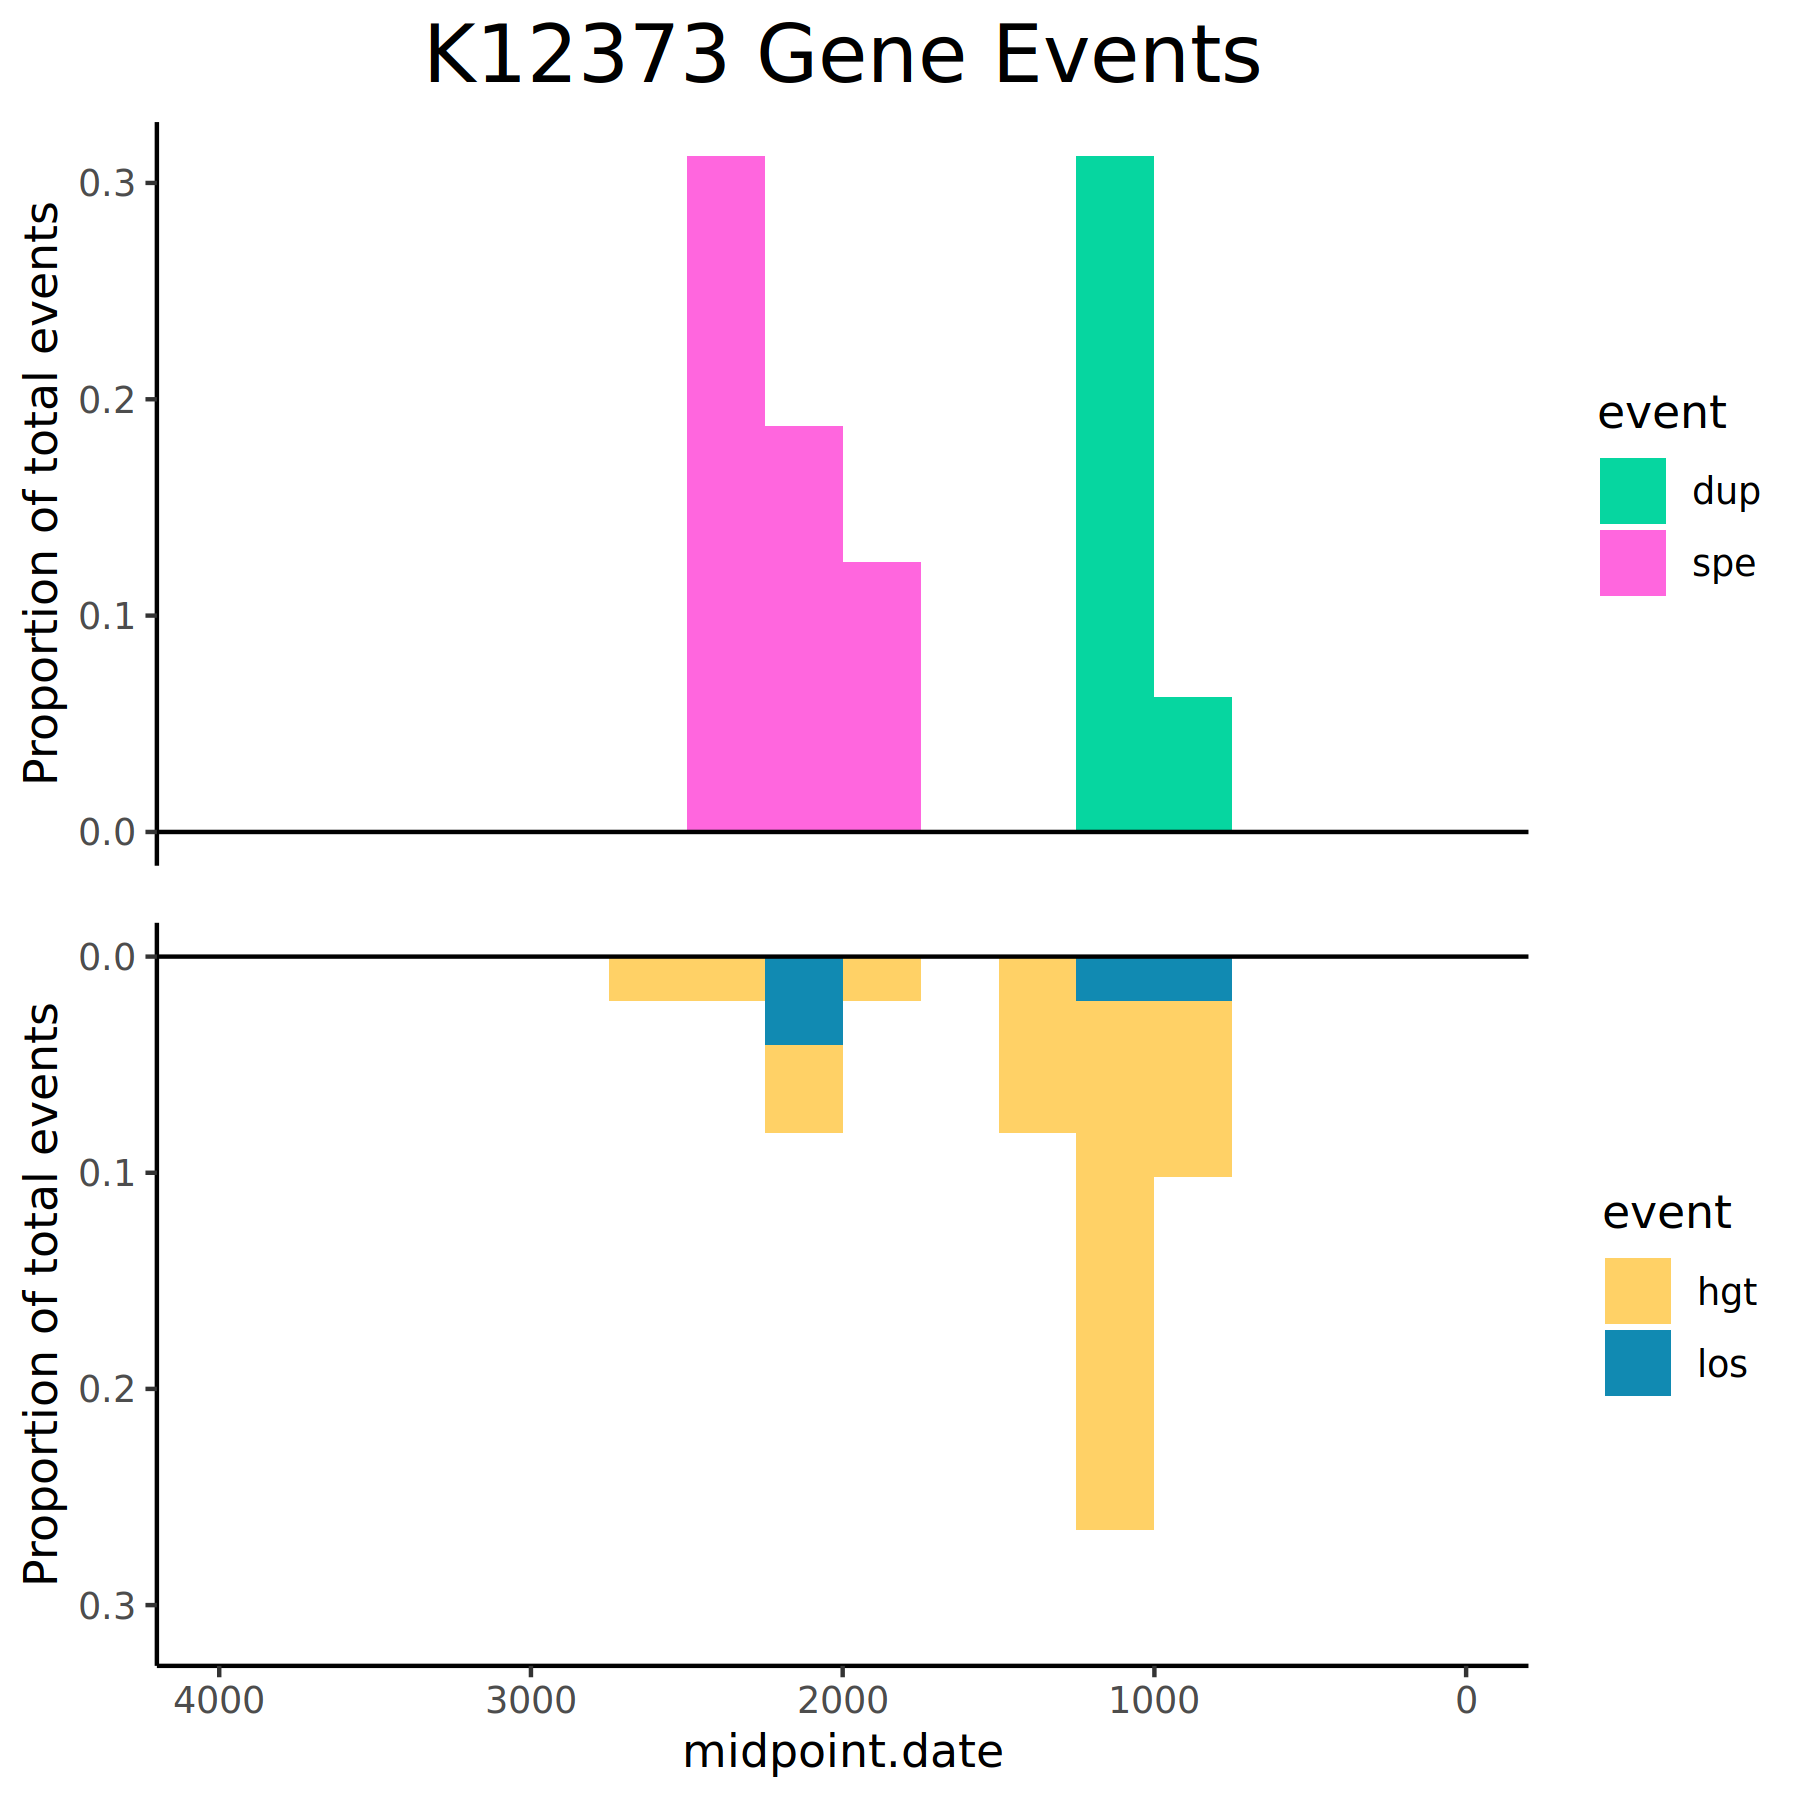 K12373 Gene Events
Proportion of total events
0.3
0.2
0.1
0.0
event
dup
spe
Proportion of total events
0.0
0.1
0.2
0.3
event
hgt
los
4000 3000 2000 1000 0
midpoint.date